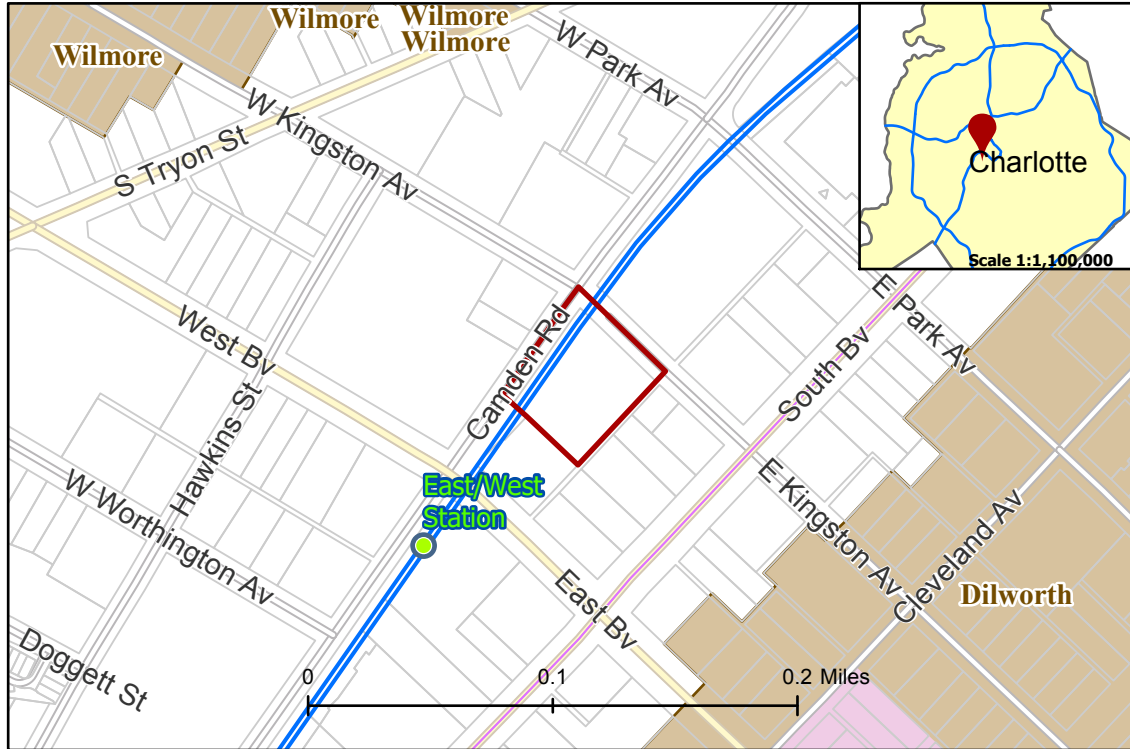 Wilmore
Wilmore
Wilmore
Wilmore
W Park Av
W Kingston Av
S Tryon St
Charlotte
Scale 1:1,100,000
E Park Av
West Bv
Camden Rd
South Bv
Hawkins St
East/West
Station
E Kingston Av
W Worthington Av
Cleveland Av
East Bv
Dilworth
Doggett St
0
0.1
0.2 Miles